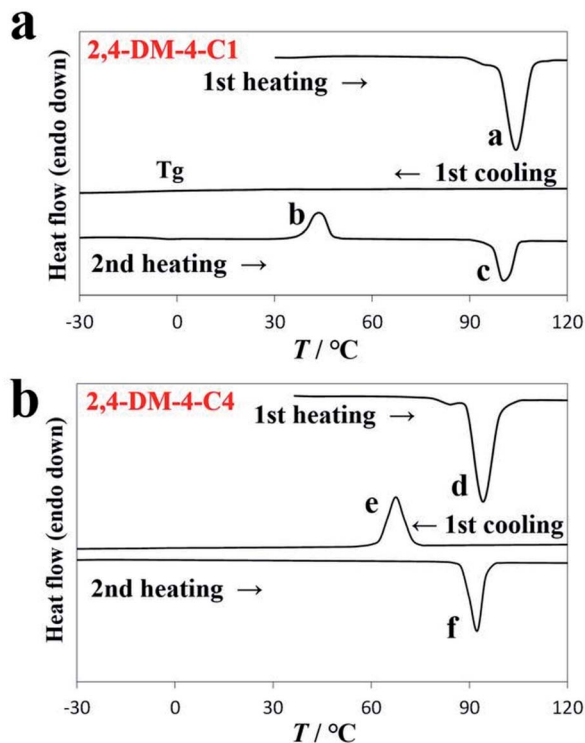 a
2,4-DM-4-C1
1st heating →
a
Tg
← 1st cooling
b
2nd heating →
c
Heat flow (endo down)
-30 0 30 60 90 120
T / °C
b
2,4-DM-4-C4
1st heating →
d
e
← 1st cooling
2nd heating →
f
Heat flow (endo down)
-30 0 30 60 90 120
T / °C